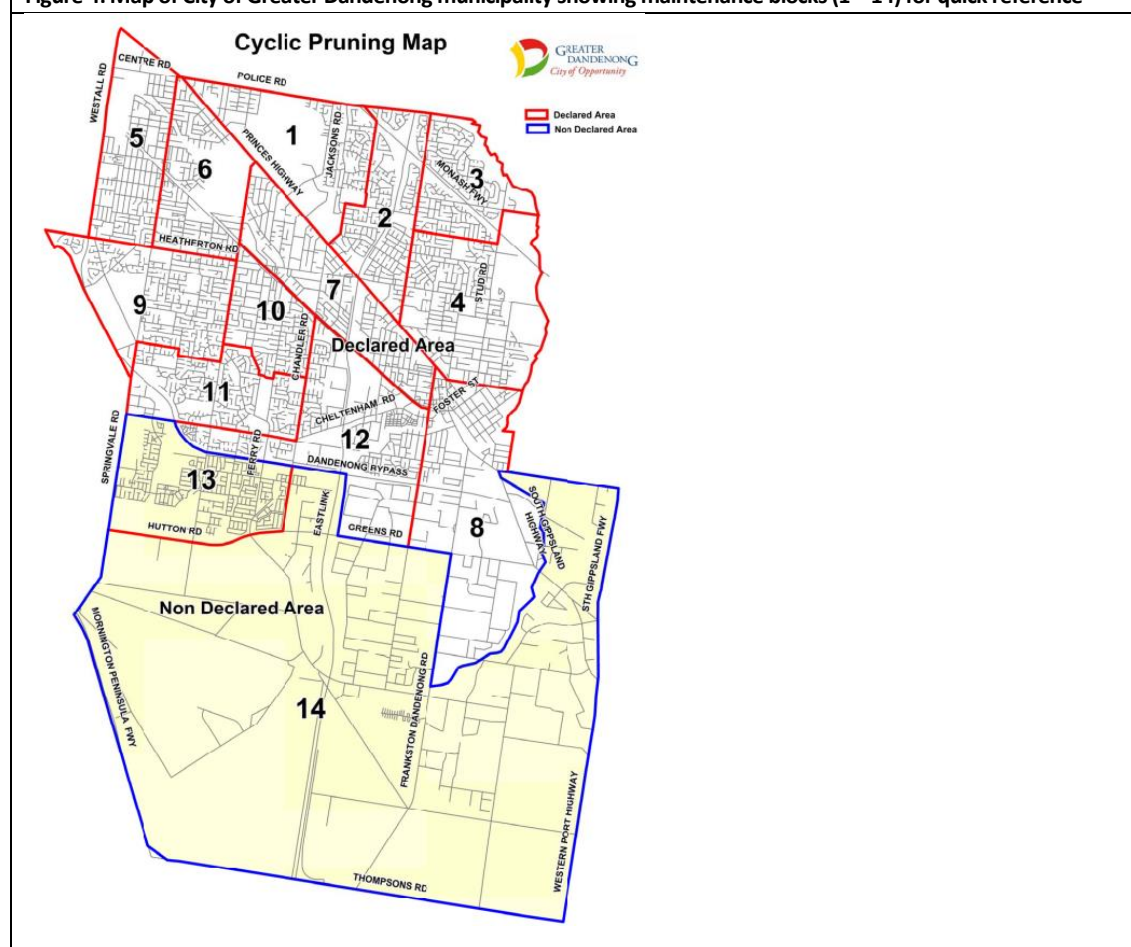 Figure 4: Map of City of Greater Dandenong municipality showing maintenance blocks (1 – 14) for quick reference
Cyclic Pruning Map
GREATER
DANDENONG
City of Opportunity
Declared Area
Non Declared Area
CENTRE RD
POLICE RD
WESTALL RD
5
6
1
PRINCES HIGHWAY
JACKSONS RD
2
3
MONASH FWY
HEATHERTON RD
9
10
7
4
STUD RD
CHANDLER RD
Declared Area
11
FOSTER ST
CHELTENHAM RD
12
SPRINGVALE RD
FERRY RD
DANDENONG BYPASS
13
EASTLINK
HUTTON RD
GREENS RD
8
SOUTH GIPPSLAND
HIGHWAY
STH GIPPSLAND FWY
Non Declared Area
MORNINGTON PENINSULA FWY
14
FRANKSTON DANDENONG RD
WESTERN PORT HIGHWAY
THOMPSONS RD